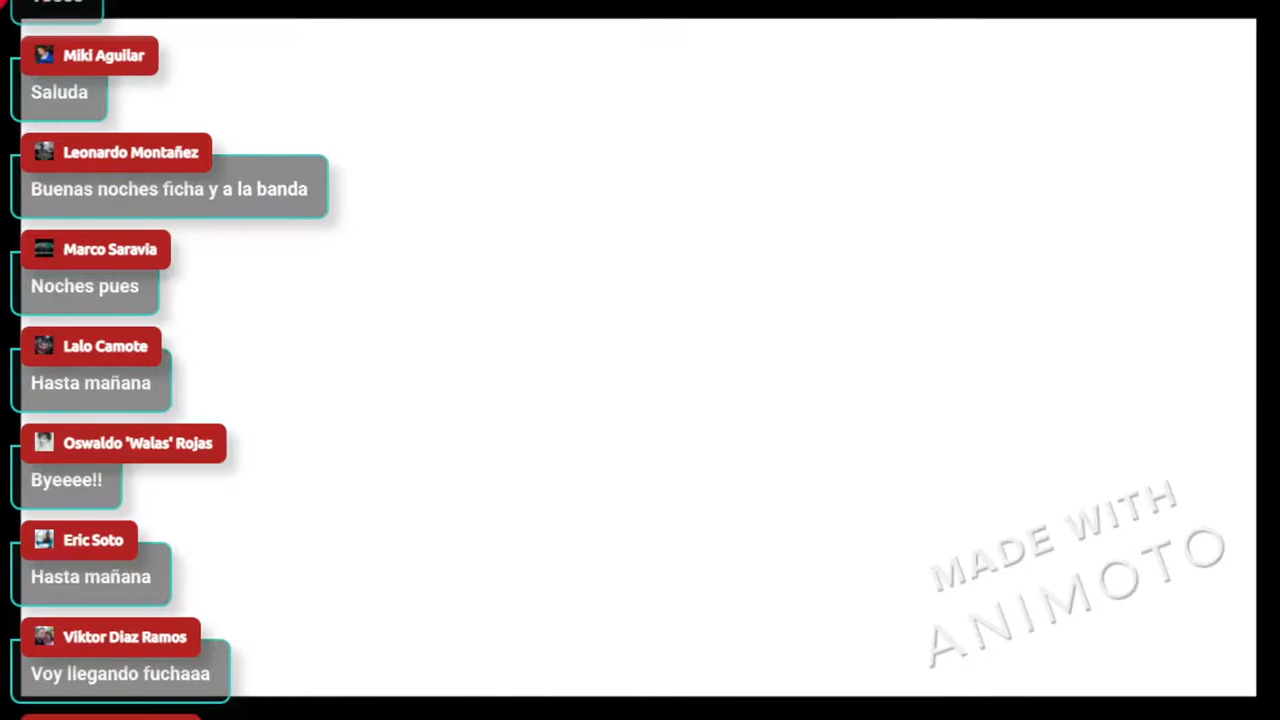 Miki Aguilar
Saluda
Leonardo Montañez
Buenas noches ficha y a la banda
Marco Saravia
Noches pues
Lalo Camote
Hasta mañana
Oswaldo 'Walas' Rojas
Byeeee!!
Eric Soto
Hasta mañana
Viktor Diaz Ramos
Voy llegando fuchaaa
MADE WITH
ANIMOTO